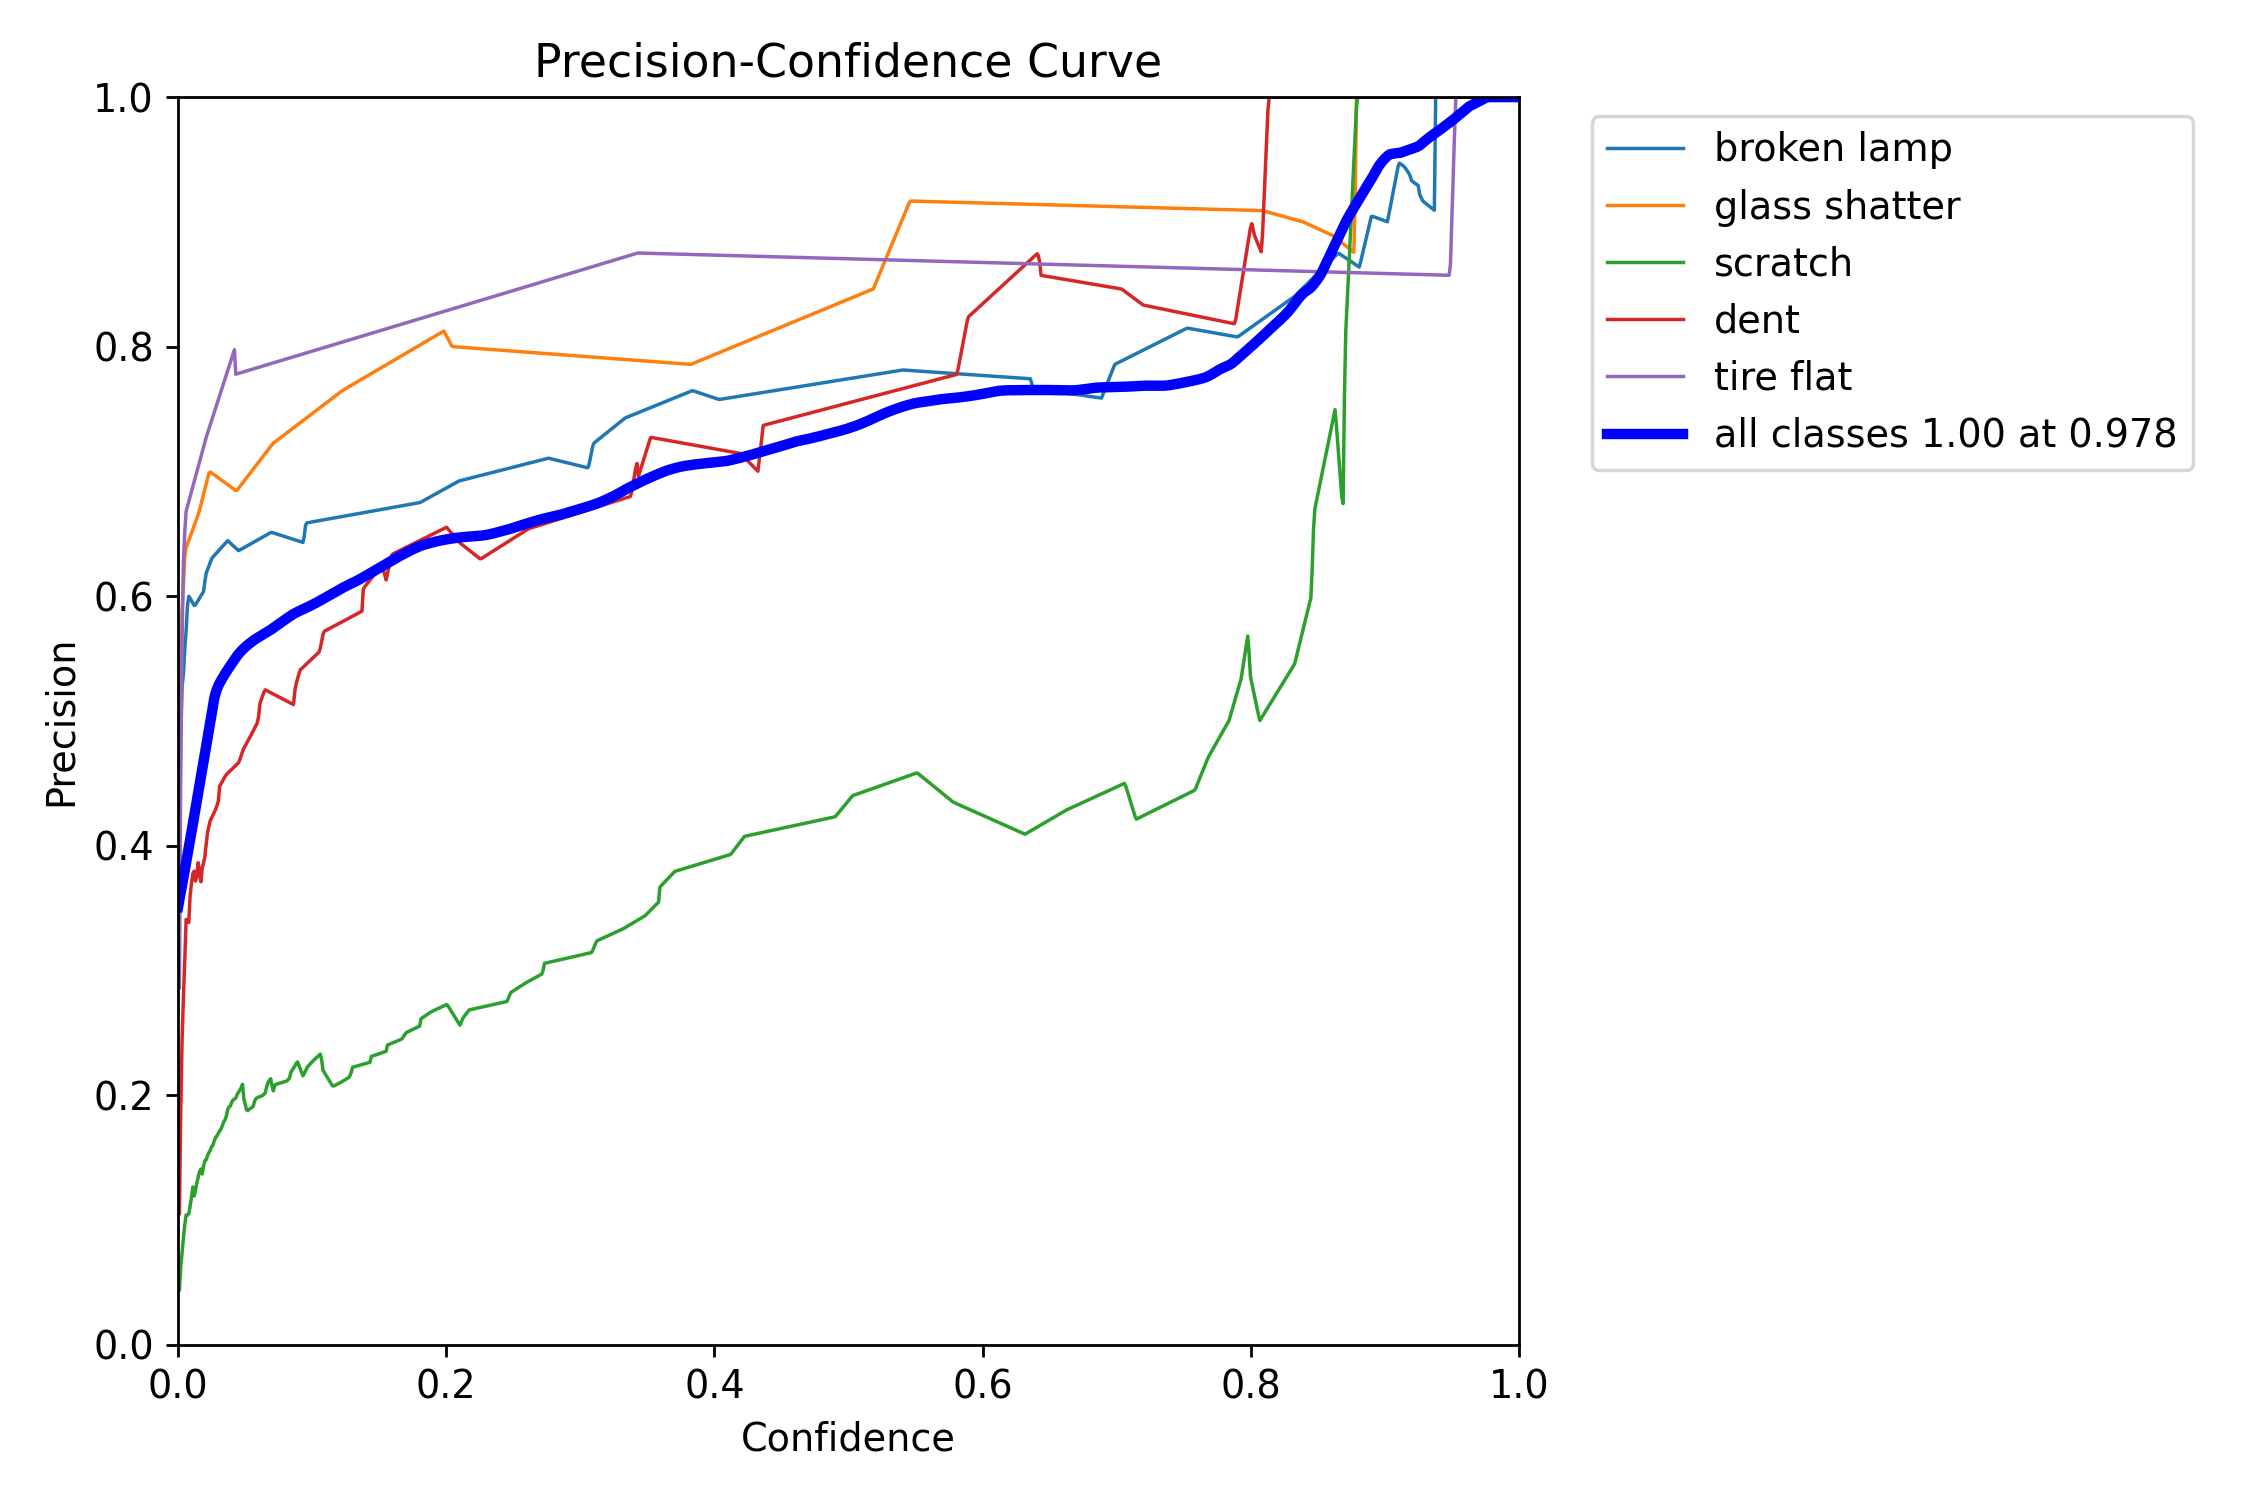 Precision-Confidence Curve
1.0
0.8
0.6
0.4
0.2
0.0
Precision
0.0 0.2 0.4 0.6 0.8 1.0
Confidence
broken lamp
glass shatter
scratch
dent
tire flat
all classes 1.00 at 0.978